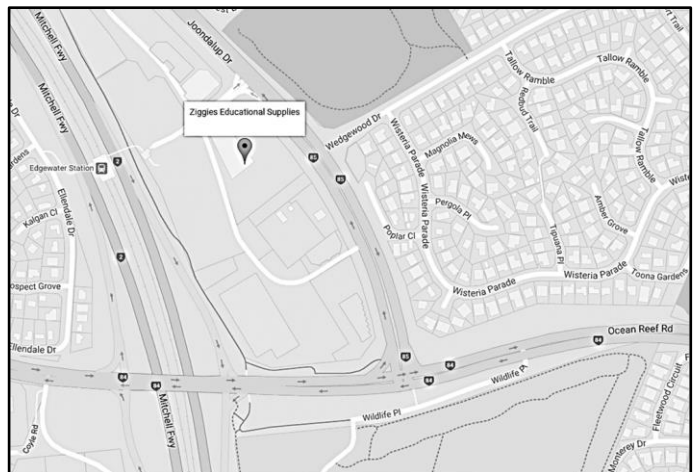 Joondalup Dr
Mitchell Fwy
Mitchell Fwy
Tallow Ramble
Tallow Ramble
Trail
Redbud Trail
Ziggies Educational Supplies
Wedgewood Dr
Wisteria Parade
Magnolia Mews
Tallow Ramble
Edgewater Station
2
85
85
Ellendale Dr
Wisteria Parade
Pergola Pl
Amber Grove
Kalgan Cl
Poplar Cl
Tipuana Pl
2
Wisteria Parade
Toona Gardens
Wisteria Parade
Ocean Reef Rd
84
Ellendale Dr
85
84
84
84
84
Mitchell Fwy
Wildlife Pl
Wildlife Pl
Fleetwood Circuit
Coyle Rd
Monterey Dr